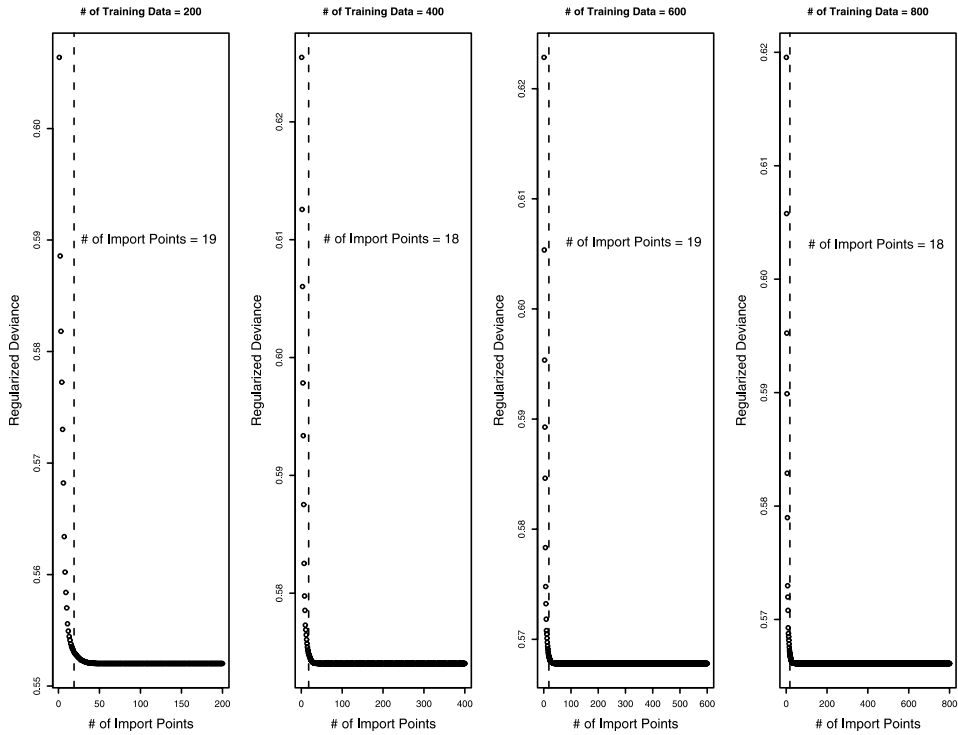 # of Training Data = 200
Regularized Deviance
0.60
0.59
0.58
0.57
0.56
0.55
# of Import Points = 19
0
50
100
150
200
# of Import Points
# of Training Data = 400
Regularized Deviance
0.62
0.61
0.60
0.59
0.58
# of Import Points = 18
0
100
200
300
400
# of Import Points
# of Training Data = 600
Regularized Deviance
0.62
0.61
0.60
0.59
0.58
0.57
# of Import Points = 19
0
100
200
300
400
500
600
# of Import Points
# of Training Data = 800
Regularized Deviance
0.62
0.61
0.60
0.59
0.58
0.57
# of Import Points = 18
0
200
400
600
800
# of Import Points